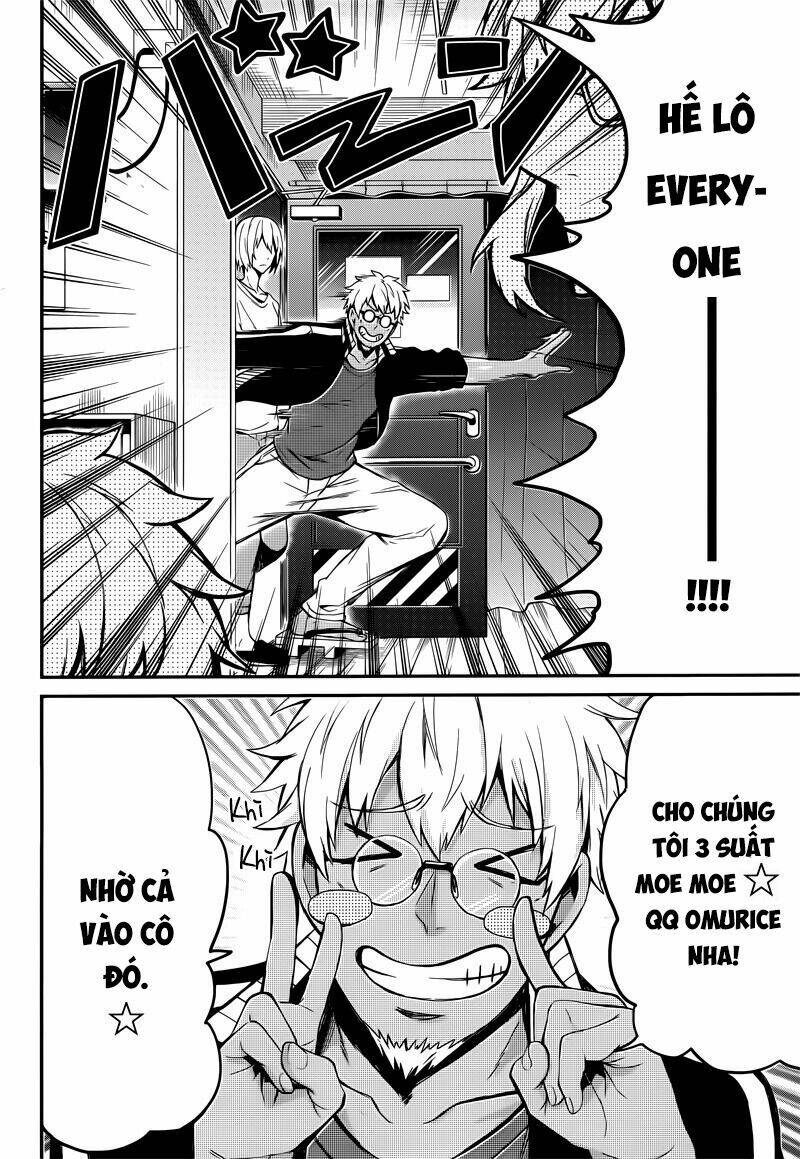 バ゛ーン
HẾ LÔ
EVERY-
ONE
!!!!
CHO CHÚNG
TÔI 3 SUẤT
MOE MOE ☆
QQ OMURICE
NHA!
Khì
Khì
NHỜ CẢ
VÀO CÔ
ĐÓ.
☆